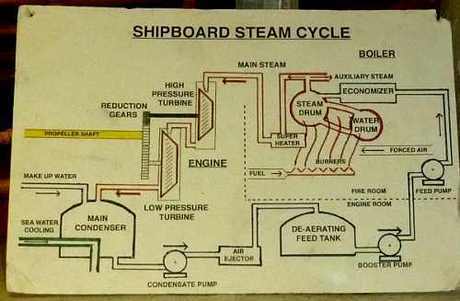 SHIPBOARD STEAM CYCLE
BOILER
MAIN STEAM
AUXILIARY STEAM
HIGH
PRESSURE
TURBINE
ECONOMIZER
REDUCTION
GEARS
STEAM
DRUM
WATER
DRUM
PROPELLER SHAFT
SUPER
HEATER
FORCED AIR
ENGINE
BURNERS
MAKE UP WATER
FUEL
FIRE ROOM
FEED PUMP
ENGINE ROOM
LOW PRESSURE
TURBINE
SEA WATER
COOLING
MAIN
CONDENSER
DE-AERATING
FEED TANK
AIR
EJECTOR
BOOSTER PUMP
CONDENSATE PUMP